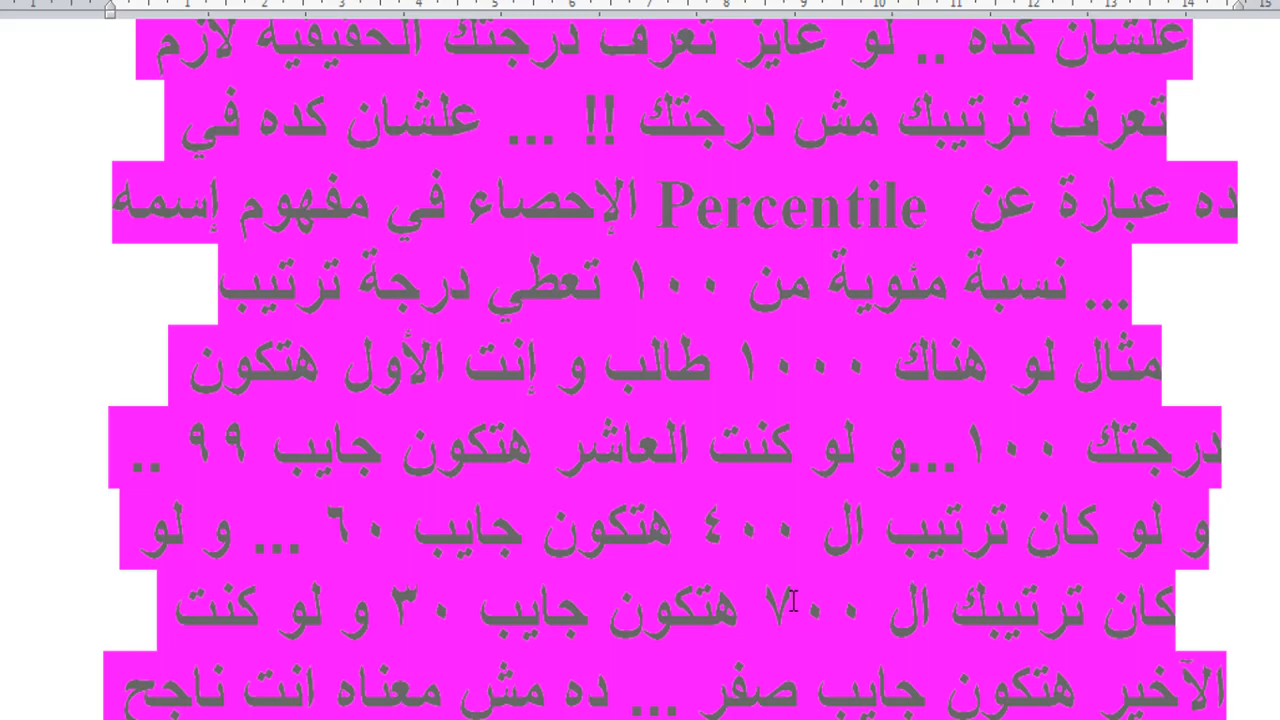 علشان كده .. لو عايز تعرف درجتك الحقيقية لازم
تعرف ترتيبك مش درجتك !! ... علشان كده في
الإحصاء في مفهوم إسمه Percentile ده عبارة عن
نسبة مئوية من ١٠٠ تعطي درجة ترتيب ...
مثال لو هناك ١٠٠٠ طالب و إنت الأول هتكون
درجتك ١٠٠...و لو كنت العاشر هتكون جايب ٩٩ ..
و لو كان ترتيب ال ٤٠٠ هتكون جايب ٦٠ ... و لو
كان ترتيبك ال ٧٠٠ هتكون جايب ٣٠ و لو كنت
الآخير هتكون جايب صفر ... ده مش معناه انت ناجح